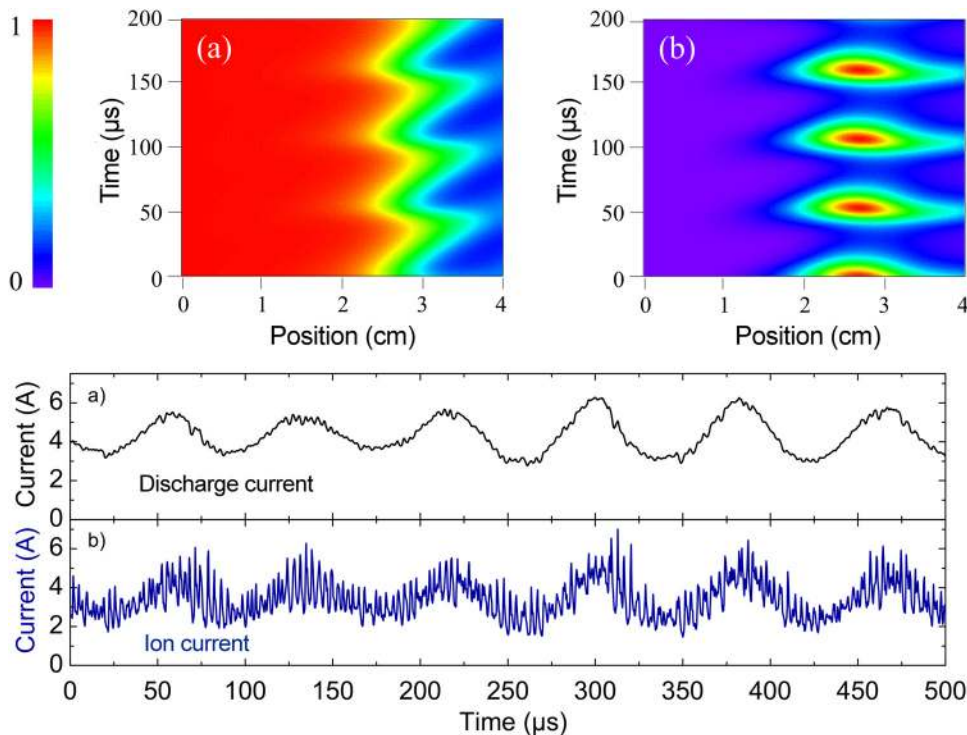 1
0
(a)
200
150
100
50
0
Time (µs)
0 1 2 3 4
Position (cm)
(b)
200
150
100
50
0
Time (µs)
0 1 2 3 4
Position (cm)
a)
6
4
2
0
Current (A)
Discharge current
b)
6
4
2
0
Current (A)
Ion current
0 50 100 150 200 250 300 350 400 450 500
Time (µs)